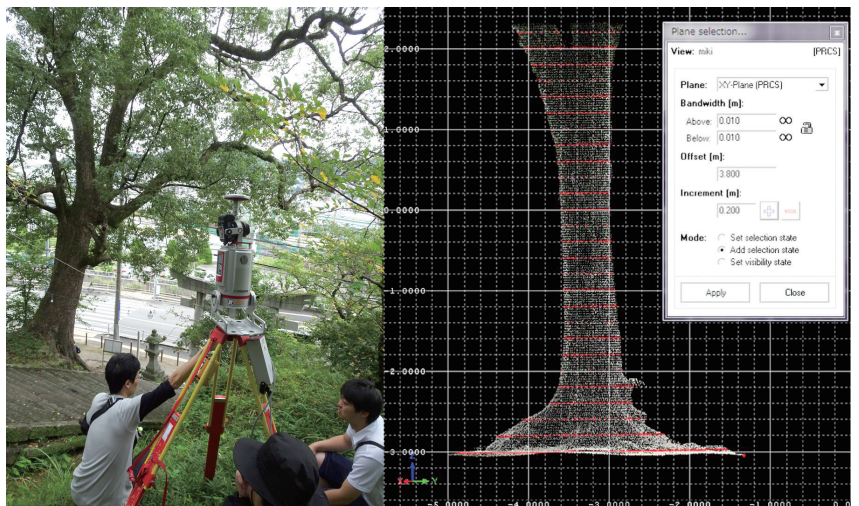 Plane selection...
View: miki [PRCS]
Plane: XY-Plane (PRCS)
Bandwidth [m]:
Above: 0.010 ∞
Below: 0.010 ∞
Offset [m]:
3.800
Increment [m]:
0.200
Mode: Set selection state
Add selection state
Set visibility state
Apply Close
2.0000
1.0000
0.0000
-1.0000
-2.0000
-3.0000
X Y
-5.0000 -4.0000 -3.0000 -2.0000 -1.0000 0.0